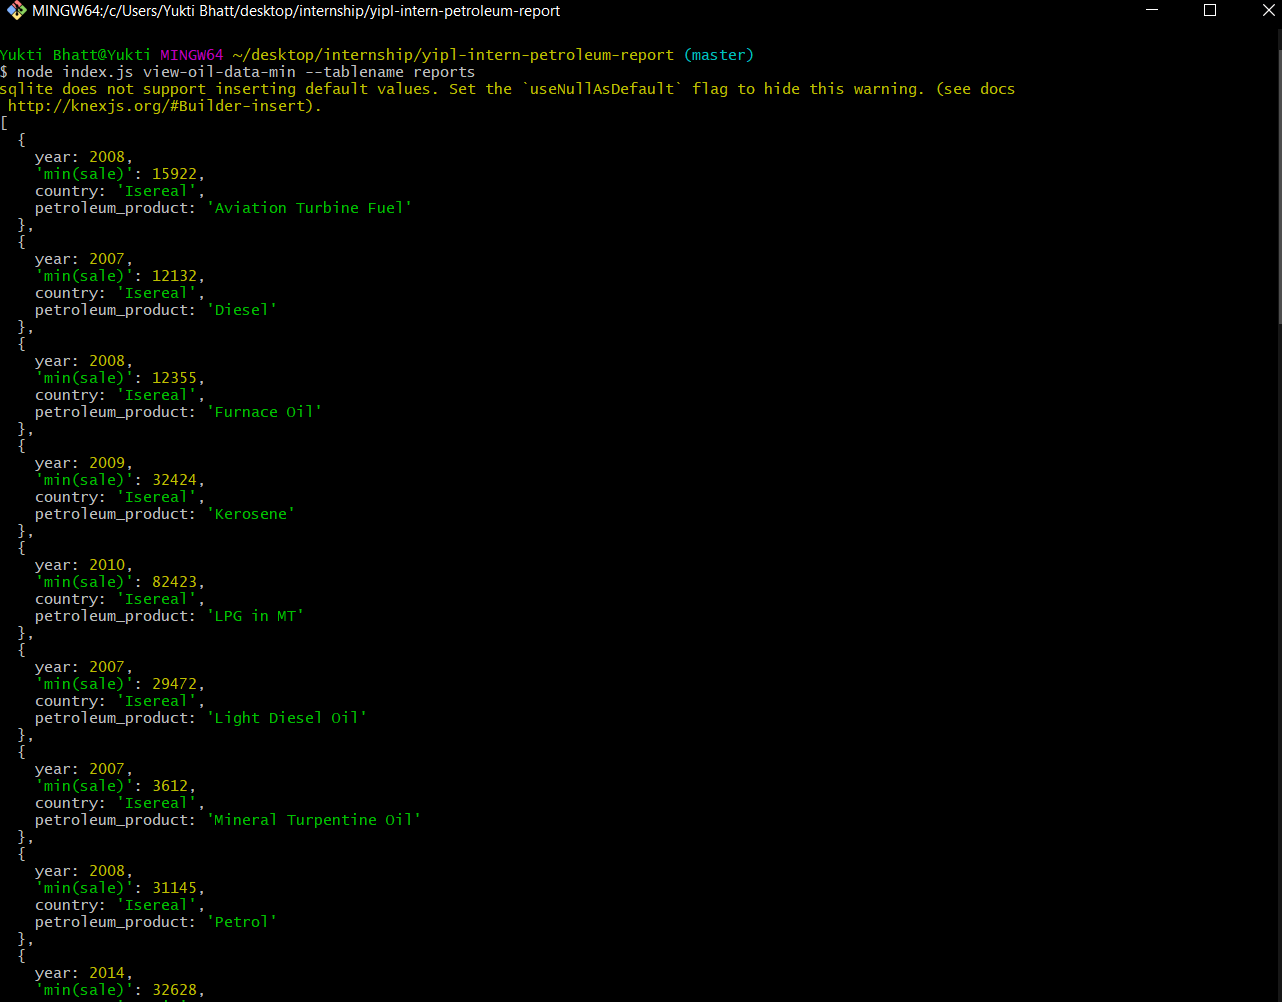 MINGW64:/c/Users/Yukti Bhatt/desktop/internship/yipl-intern-petroleum-report
Yukti Bhatt@Yukti MINGW64 ~/desktop/internship/yipl-intern-petroleum-report (master)
$ node index.js view-oil-data-min --tablename reports
sqlite does not support inserting default values. Set the `useNullAsDefault` flag to hide this warning. (see docs
http://knexjs.org/#Builder-insert).
[
{
year: 2008,
'min(sale)': 15922,
country: 'Isereal',
petroleum_product: 'Aviation Turbine Fuel'
},
{
year: 2007,
'min(sale)': 12132,
country: 'Isereal',
petroleum_product: 'Diesel'
},
{
year: 2008,
'min(sale)': 12355,
country: 'Isereal',
petroleum_product: 'Furnace Oil'
},
{
year: 2009,
'min(sale)': 32424,
country: 'Isereal',
petroleum_product: 'Kerosene'
},
{
year: 2010,
'min(sale)': 82423,
country: 'Isereal',
petroleum_product: 'LPG in MT'
},
{
year: 2007,
'min(sale)': 29472,
country: 'Isereal',
petroleum_product: 'Light Diesel Oil'
},
{
year: 2007,
'min(sale)': 3612,
country: 'Isereal',
petroleum_product: 'Mineral Turpentine Oil'
},
{
year: 2008,
'min(sale)': 31145,
country: 'Isereal',
petroleum_product: 'Petrol'
},
{
year: 2014,
'min(sale)': 32628,